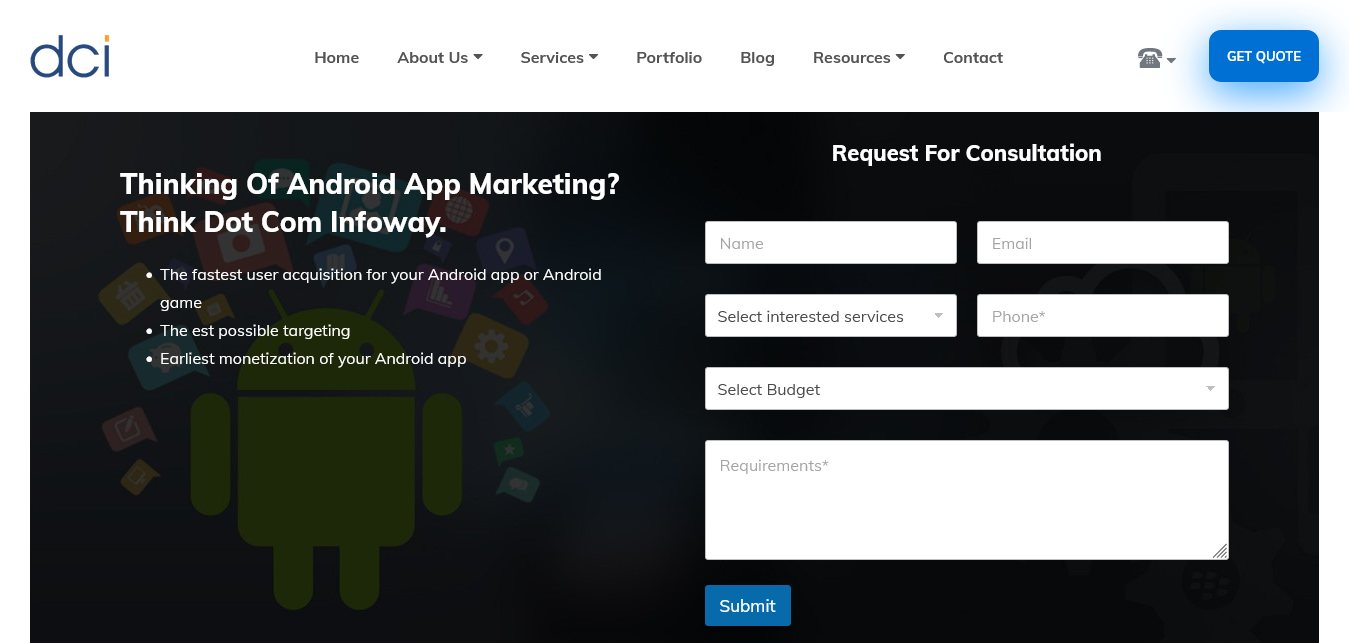 dci
Home
About Us
Services
Portfolio
Blog
Resources
Contact
GET QUOTE
Thinking Of Android App Marketing?
Think Dot Com Infoway.
• The fastest user acquisition for your Android app or Android
game
• The est possible targeting
• Earliest monetization of your Android app
Request For Consultation
Name
Email
Select interested services
Phone*
Select Budget
Requirements*
Submit